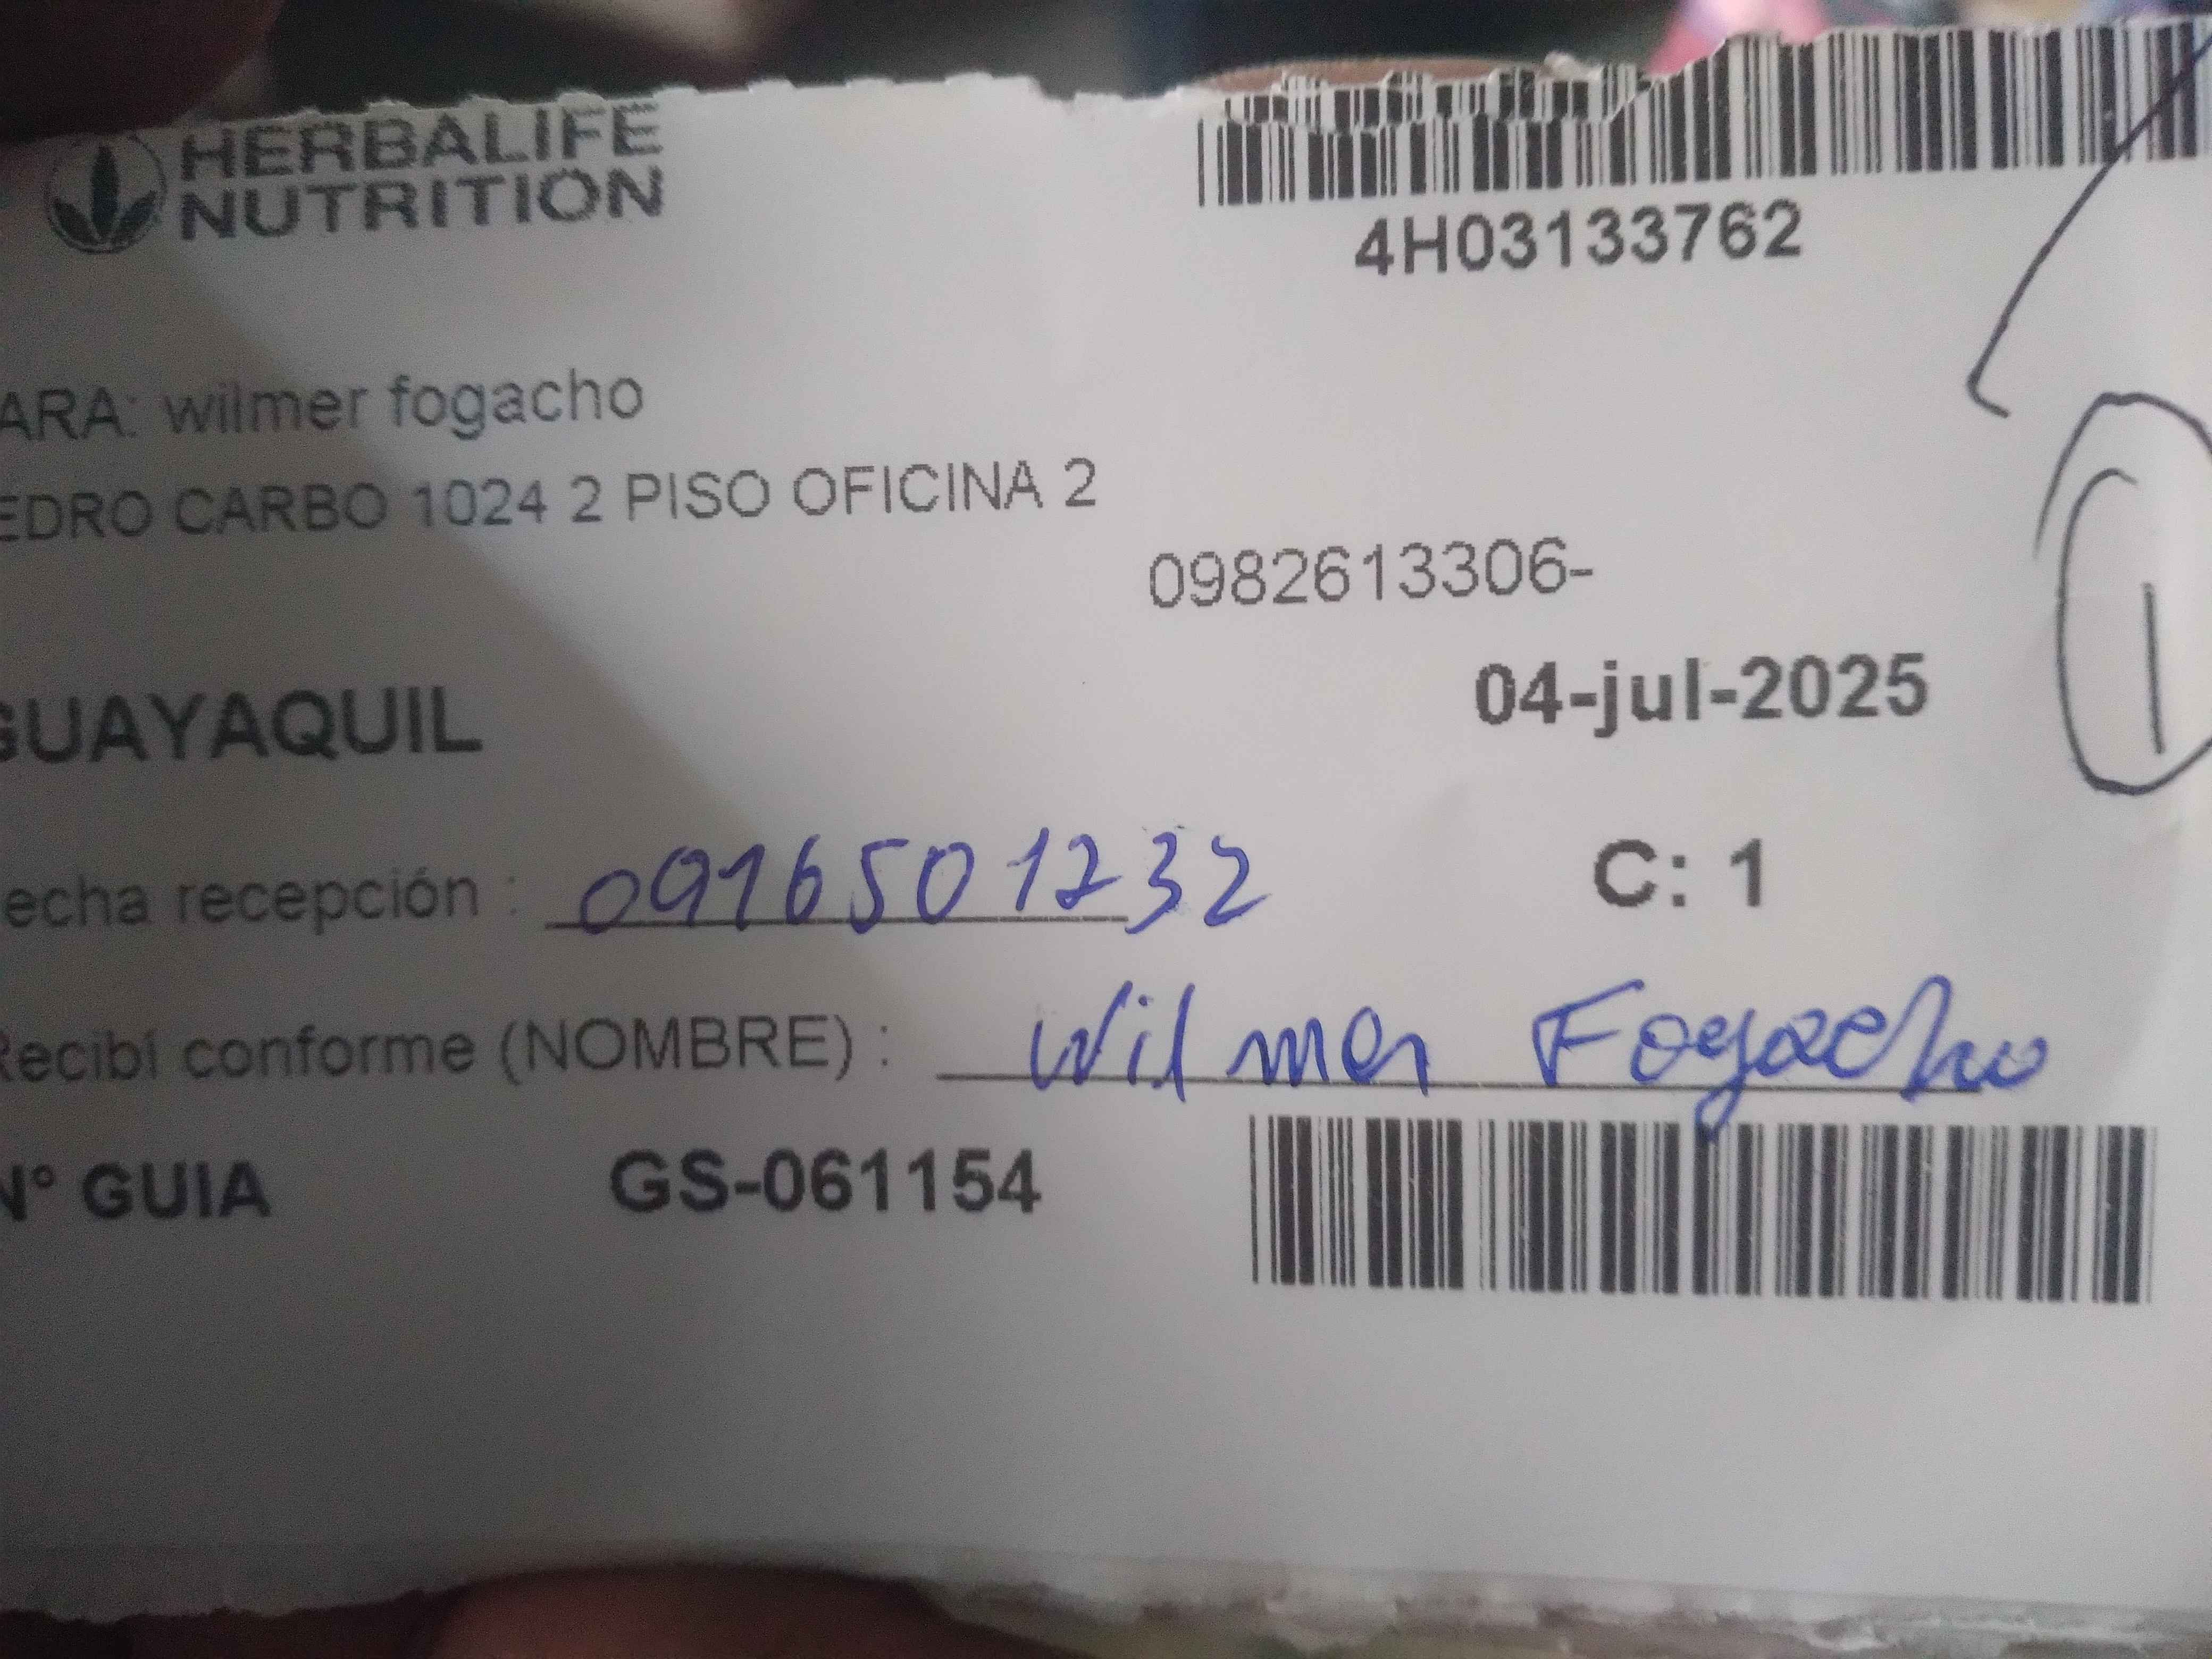 HERBALIFE
NUTRITION
4H03133762
ARA: wilmer fogacho
EDRO CARBO 1024 2 PISO OFICINA 2
0982613306-
1
GUAYAQUIL
04-jul-2025
echa recepción : 0916501232
C: 1
Recibí conforme (NOMBRE) : Wilmer Fogacho
N° GUIA GS-061154